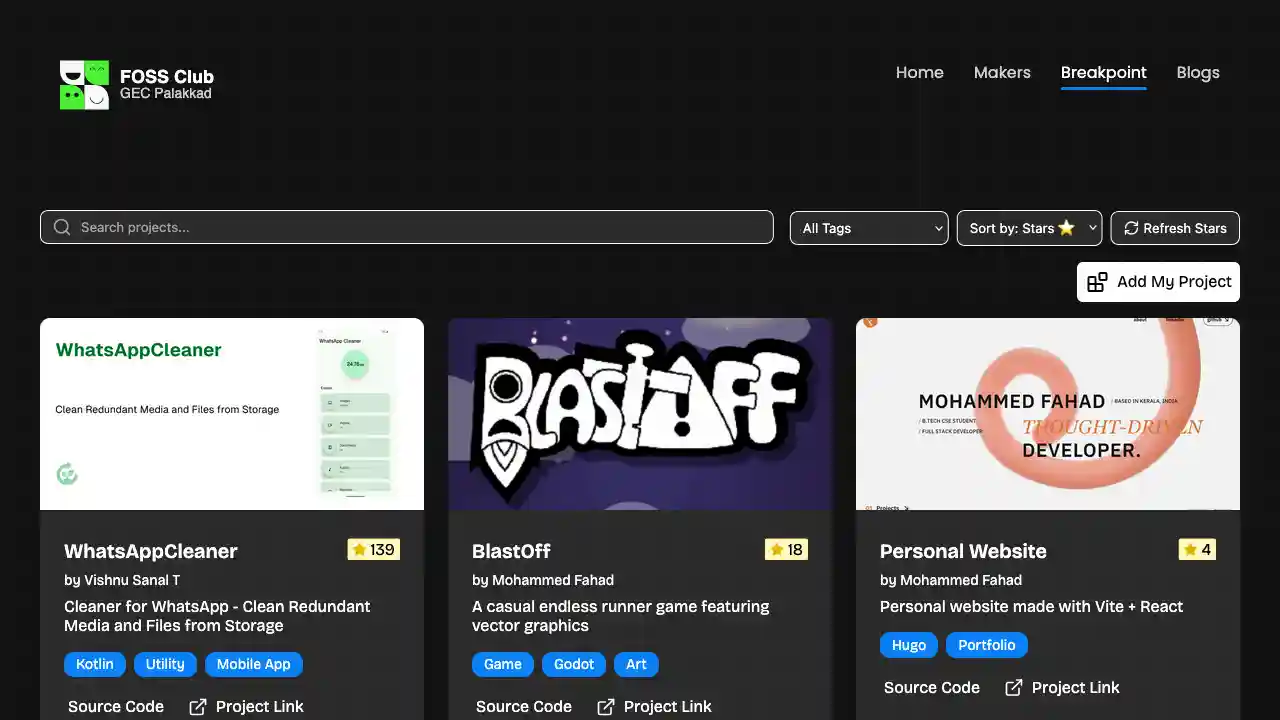 FOSS Club
GEC Palakkad
Home
Makers
Breakpoint
Blogs
Search projects...
All Tags
Sort by: Stars ⭐
Refresh Stars
Add My Project
WhatsAppCleaner
Clean Redundant Media and Files from Storage
WhatsApp Cleaner
BLASTOFF
MOHAMMED FAHAD
/ BASED IN KERALA, INDIA
/ B.TECH CSE STUDENT
/ FULL STACK DEVELOPER
THOUGHT-DRIVEN
DEVELOPER.
Projects
WhatsAppCleaner
⭐ 139
by Vishnu Sanal T
Cleaner for WhatsApp - Clean Redundant
Media and Files from Storage
Kotlin
Utility
Mobile App
Source Code
Project Link
BlastOff
⭐ 18
by Mohammed Fahad
A casual endless runner game featuring
vector graphics
Game
Godot
Art
Source Code
Project Link
Personal Website
⭐ 4
by Mohammed Fahad
Personal website made with Vite + React
Hugo
Portfolio
Source Code
Project Link